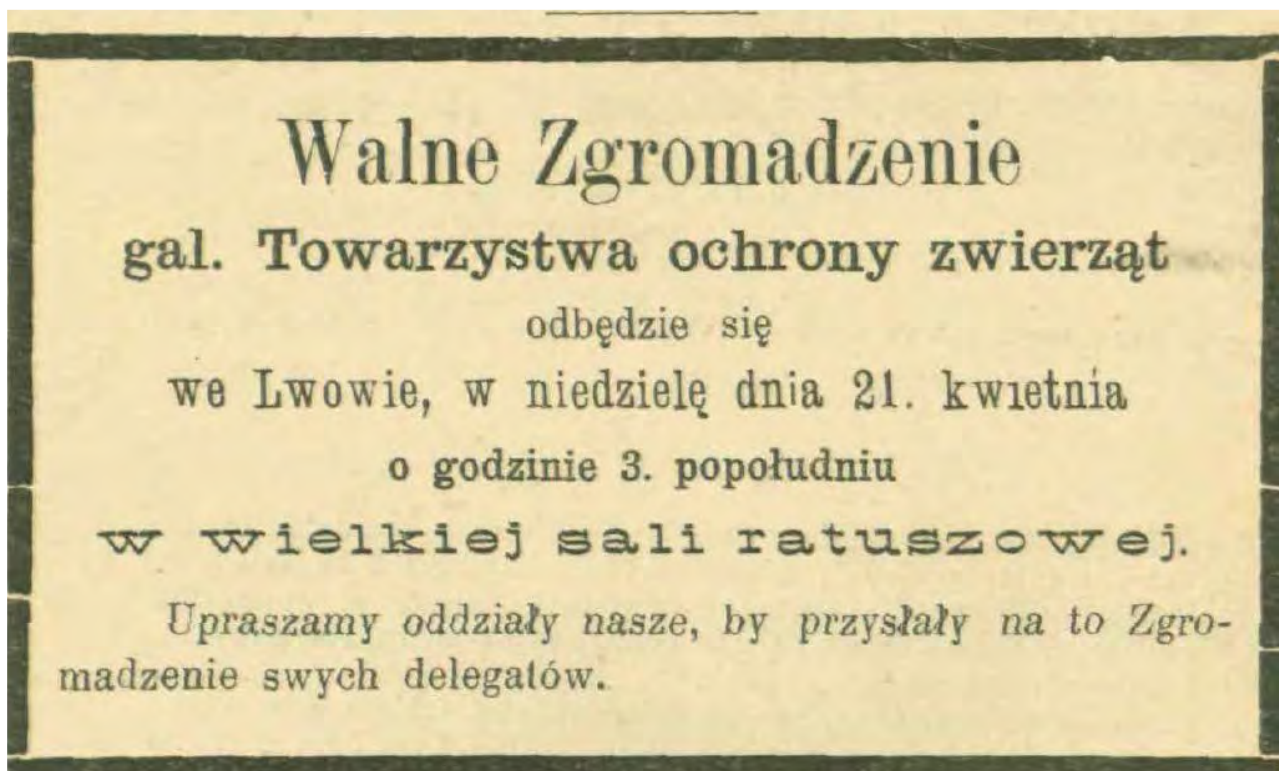 Walne Zgromadzenie
gal. Towarzystwa ochrony zwierząt
odbędzie się
we Lwowie, w niedzielę dnia 21. kwietnia
o godzinie 3. popołudniu
w wielkiej sali ratuszowej.
Upraszamy oddziały nasze, by przysłały na to Zgro-
madzenie swych delegatów.